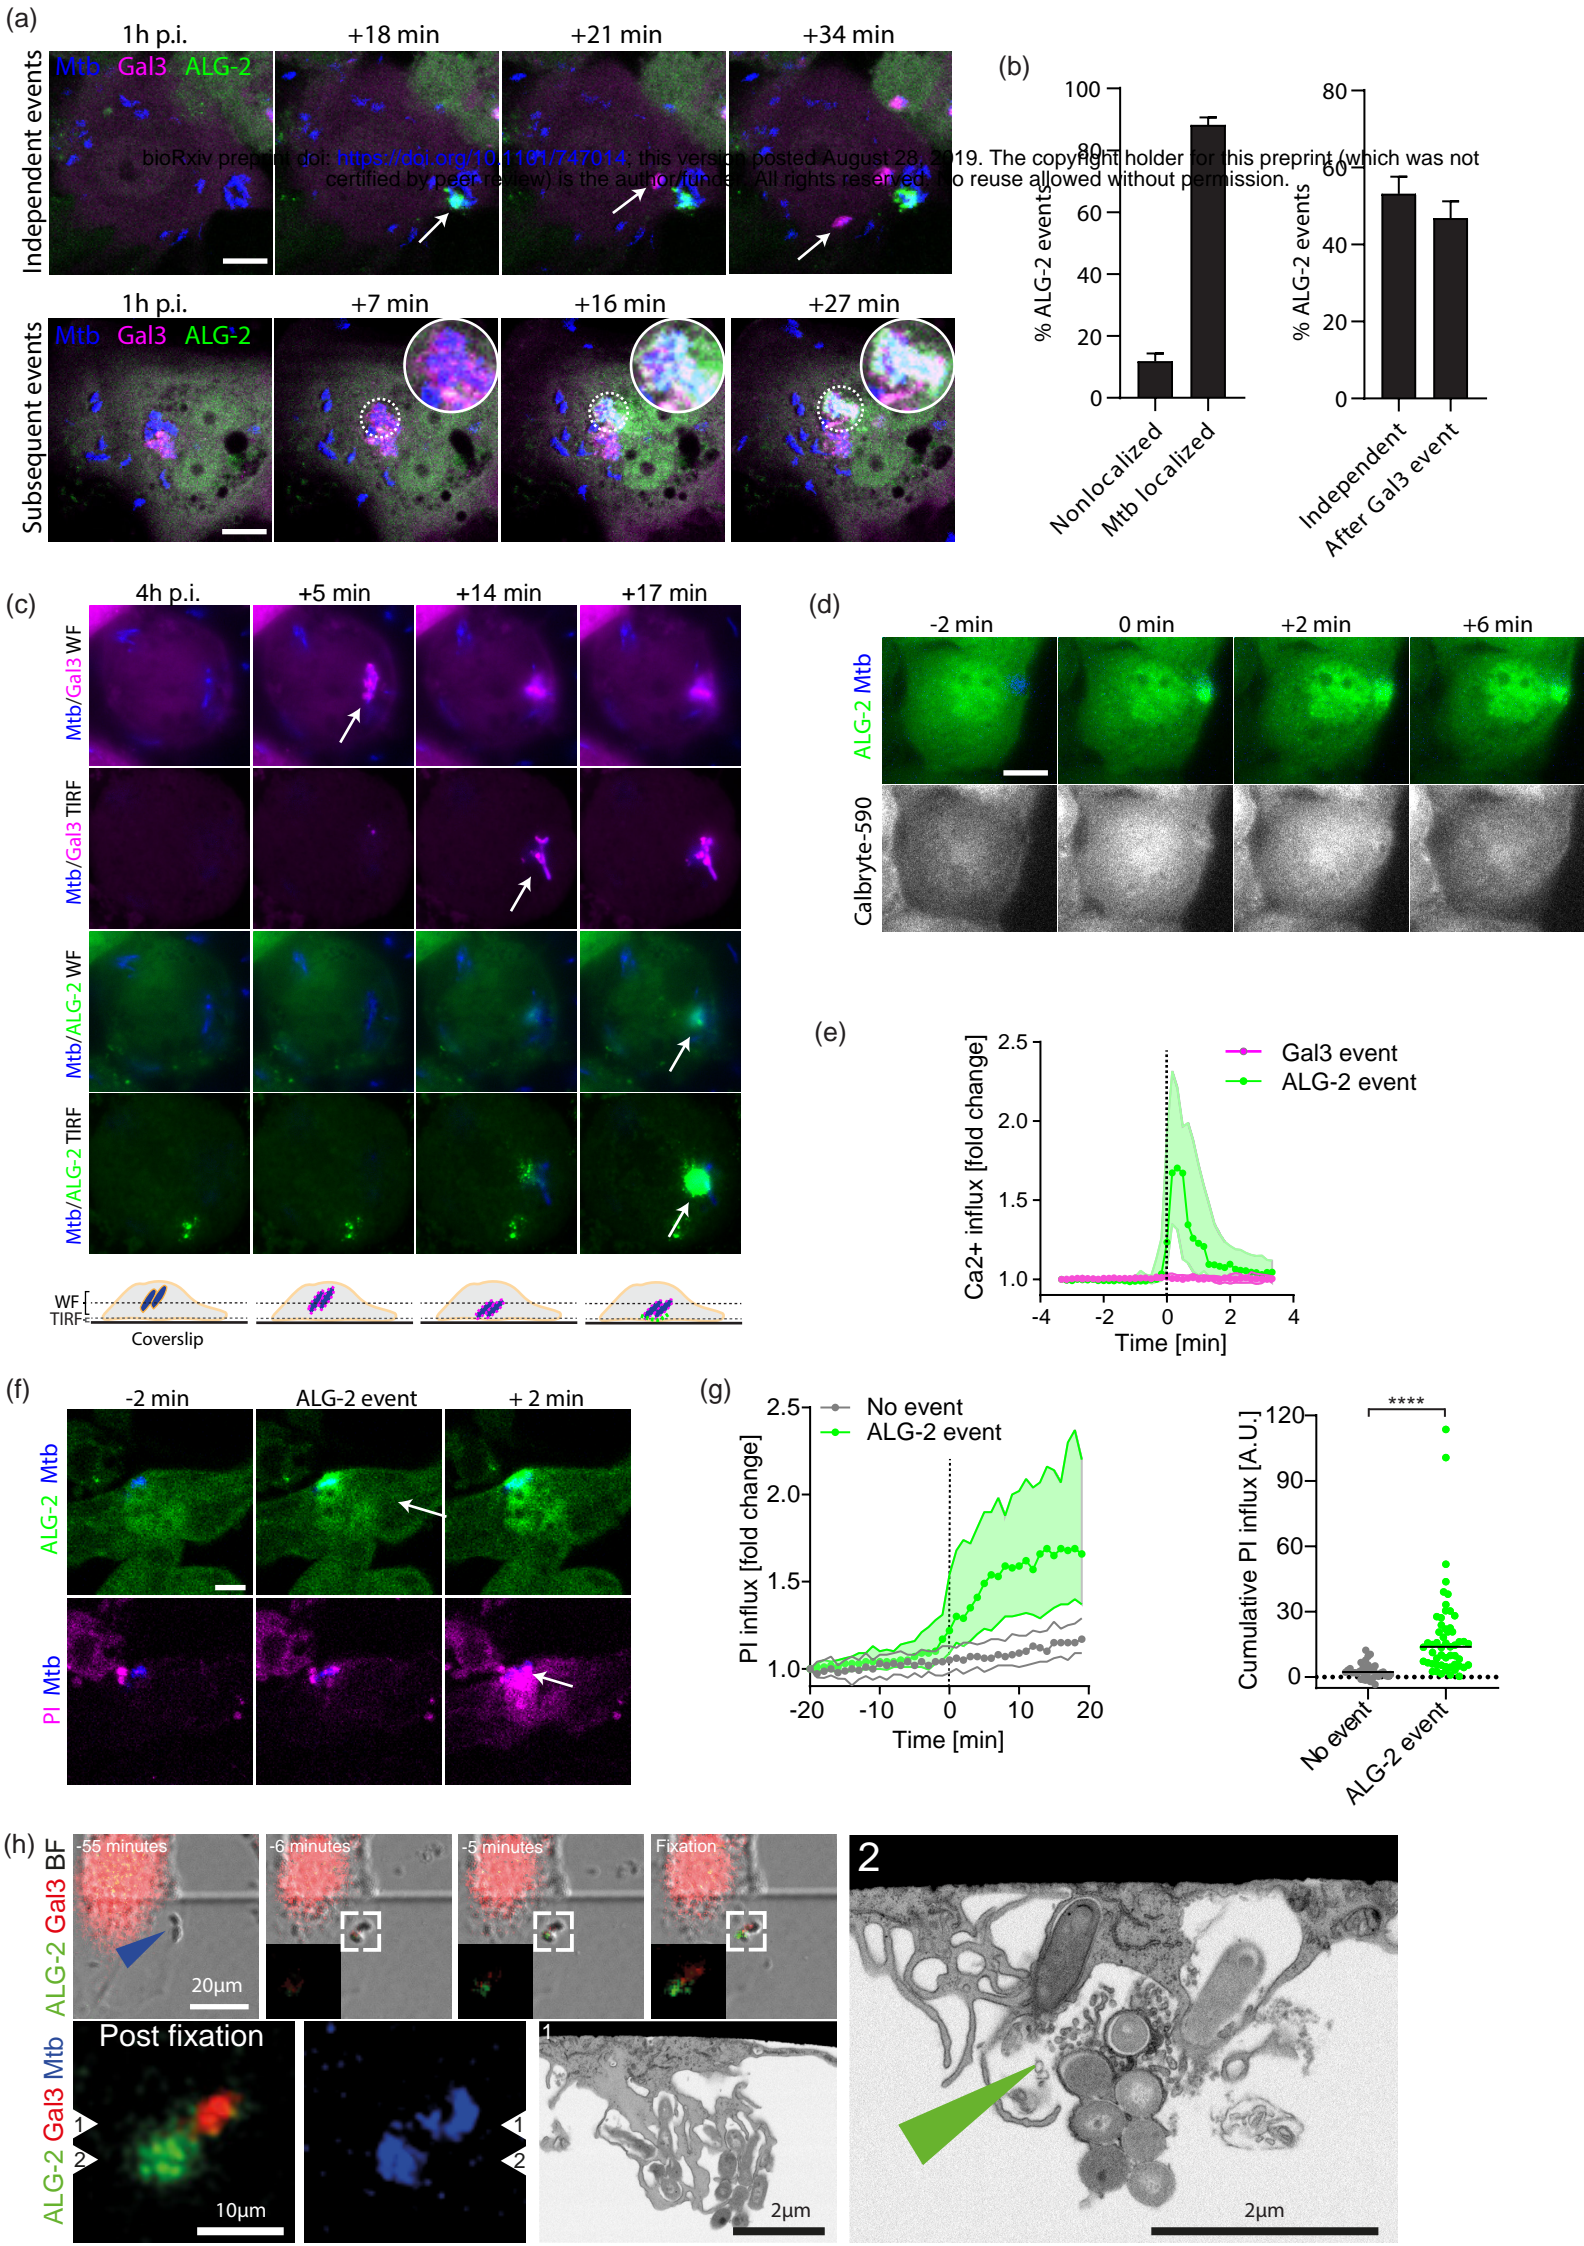 (a)
1h p.i. +18 min +21 min +34 min
Independent events
Mtb Gal3 ALG-2
bioRxiv preprint doi: https://doi.org/10.1101/747014; this version posted August 28, 2019. The copyright holder for this preprint (which was not
certified by peer review) is the author/funder. All rights reserved. No reuse allowed without permission.
1h p.i. +7 min +16 min +27 min
Subsequent events
Mtb Gal3 ALG-2
(b)
% ALG-2 events
100
80
60
40
20
0
Nonlocalized
Mtb localized
% ALG-2 events
80
60
40
20
0
Independent
After Gal3 event
(c)
4h p.i. +5 min +14 min +17 min
Mtb/Gal3 WF
Mtb/Gal3 TIRF
Mtb/ALG-2 WF
Mtb/ALG-2 TIRF
WF
TIRF
Coverslip
(d)
-2 min 0 min +2 min +6 min
ALG-2 Mtb
Calbryte-590
(e)
Ca2+ influx [fold change]
2.5
2.0
1.5
1.0
-4 -2 0 2 4
Time [min]
Gal3 event
ALG-2 event
(f)
-2 min ALG-2 event + 2 min
ALG-2 Mtb
PI Mtb
(g)
PI influx [fold change]
2.5
2.0
1.5
1.0
-20 -10 0 10 20
Time [min]
No event
ALG-2 event
Cumulative PI influx [A.U.]
120
90
60
30
0
****
No event
ALG-2 event
(h)
ALG-2 Gal3 BF
-55 minutes -6 minutes -5 minutes Fixation
20µm
ALG-2 Gal3 Mtb
Post fixation
1
2
10µm
1
2
1
2µm
2
2µm